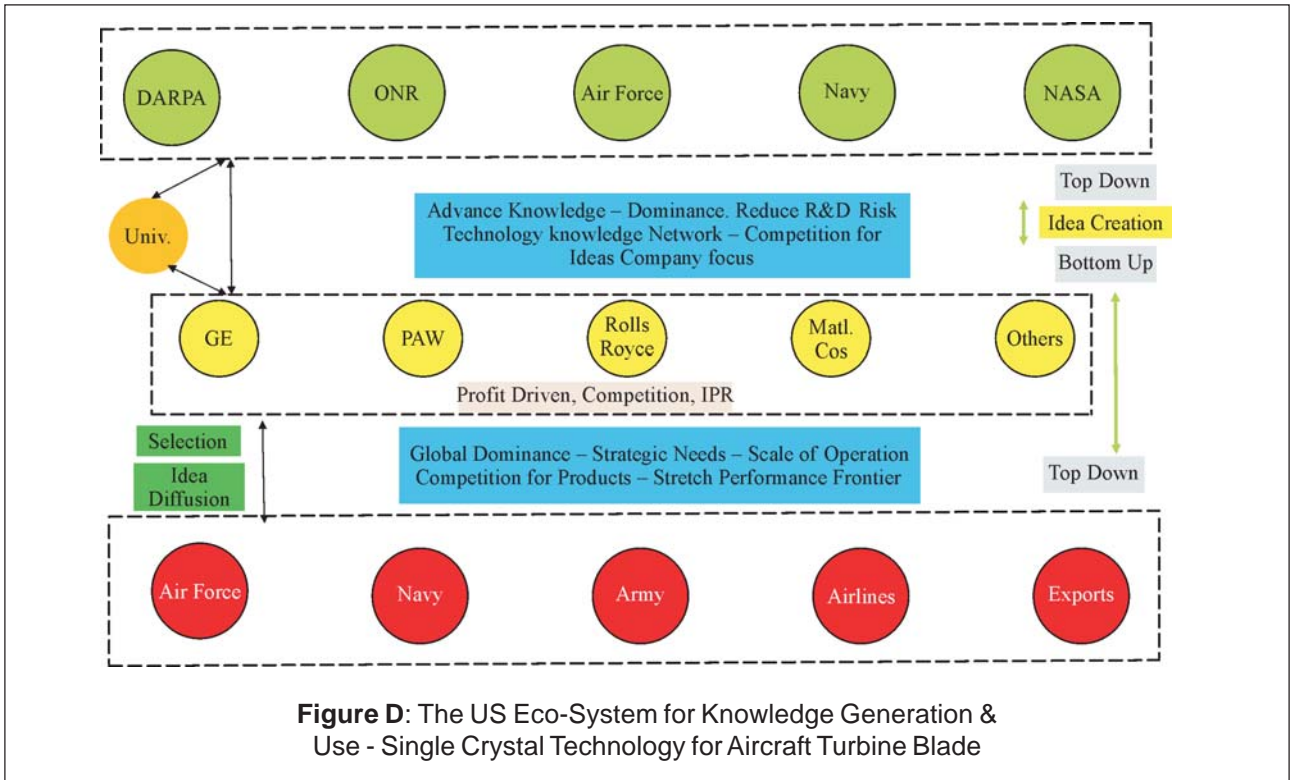 DARPA
ONR
Air Force
Navy
NASA
Top Down
Univ.
Advance Knowledge – Dominance. Reduce R&D Risk
Technology knowledge Network – Competition for
Ideas Company focus
Idea Creation
Bottom Up
GE
PAW
Rolls
Royce
Matl.
Cos
Others
Profit Driven, Competition, IPR
Selection
Idea
Diffusion
Global Dominance – Strategic Needs – Scale of Operation
Competition for Products – Stretch Performance Frontier
Top Down
Air Force
Navy
Army
Airlines
Exports
Figure D: The US Eco-System for Knowledge Generation &
Use - Single Crystal Technology for Aircraft Turbine Blade